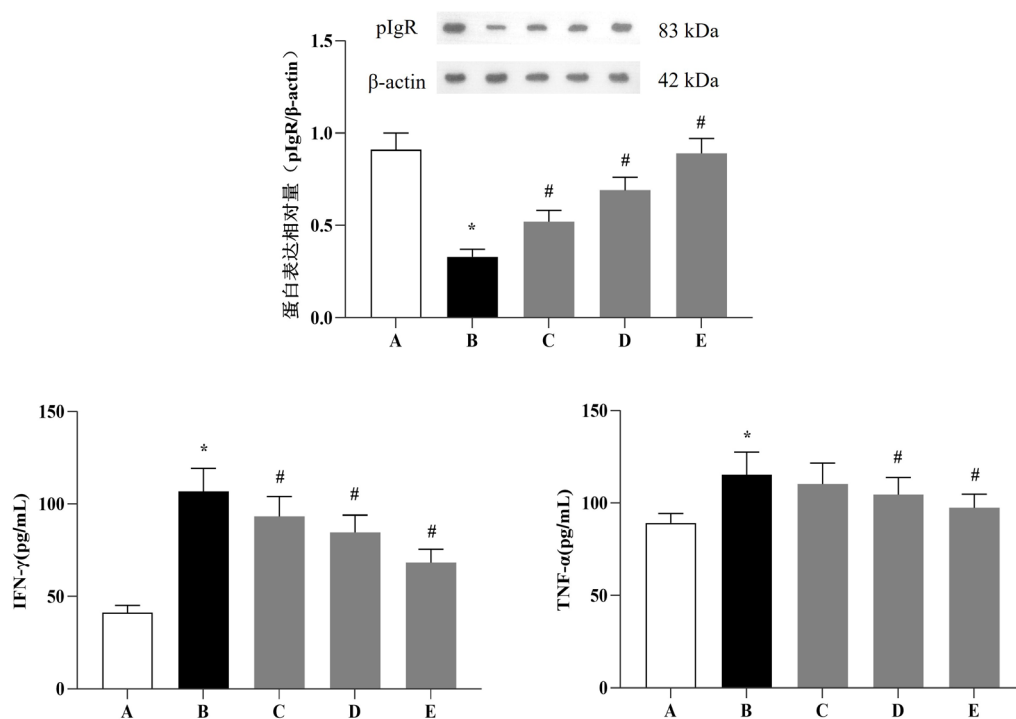 pIgR 83 kDa
β-actin 42 kDa
蛋白表达相对量（pIgR/β-actin）
1.5
1.0
0.5
0.0
#
#
#
*
A B C D E
IFN-γ(pg/mL)
150
100
50
0
*
#
#
#
A B C D E
TNF-α(pg/mL)
150
100
50
0
*
#
#
A B C D E